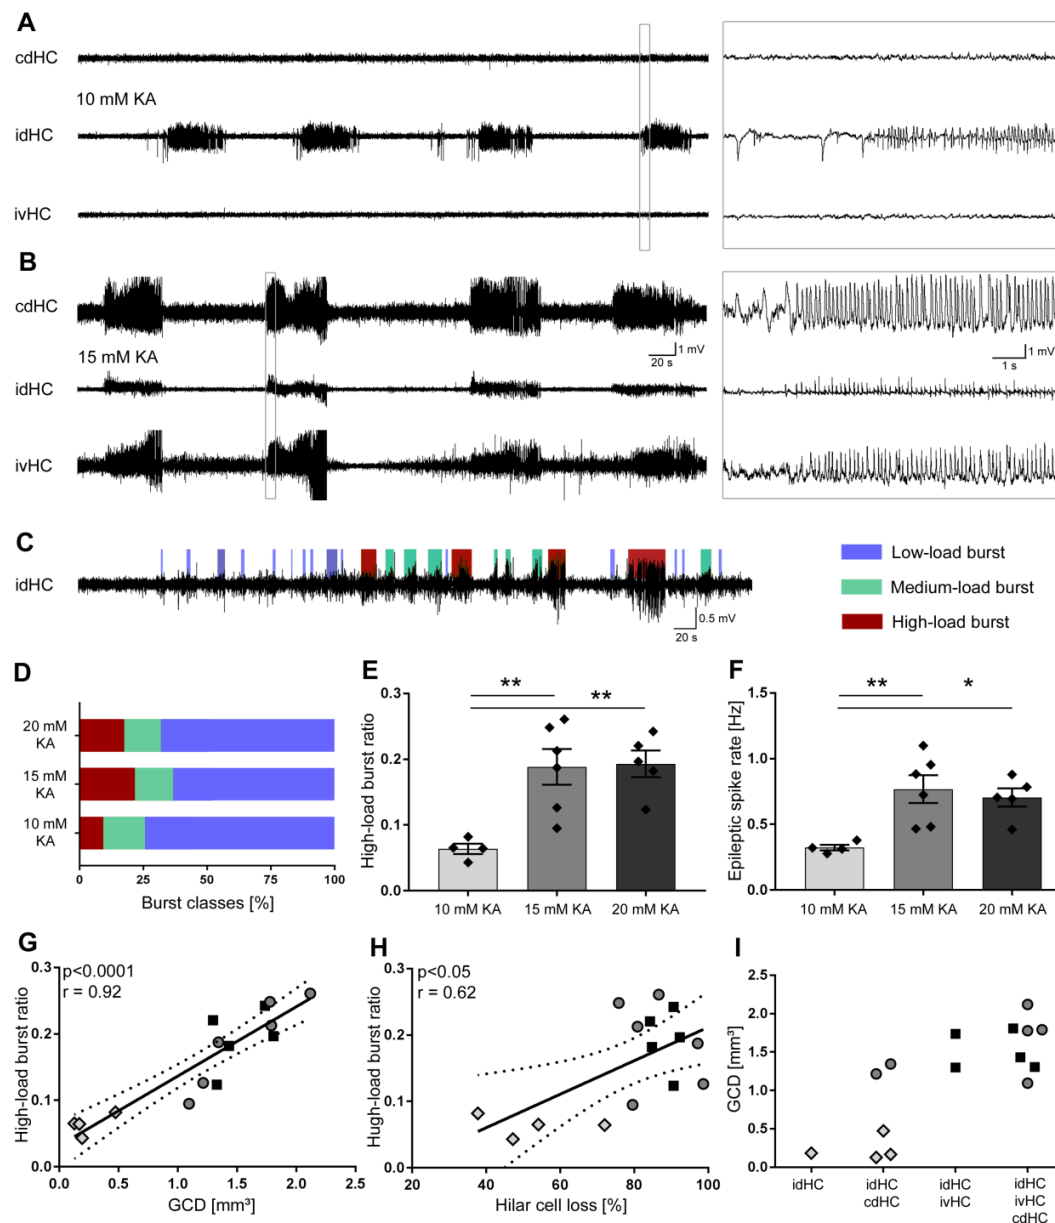 A
cdHC
10 mM KA
idHC
ivHC
B
cdHC
1 mV
20 s
1 mV
1 s
15 mM KA
idHC
ivHC
C
idHC
0.5 mV
20 s
Low-load burst
Medium-load burst
High-load burst
D
20 mM
KA
15 mM
KA
10 mM
KA
0 25 50 75 100
Burst classes [%]
E
** **
High-load burst ratio
0.3
0.2
0.1
0.0
10 mM KA 15 mM KA 20 mM KA
F
** *
Epileptic spike rate [Hz]
1.5
1.0
0.5
0.0
10 mM KA 15 mM KA 20 mM KA
G
p<0.0001
r = 0.92
High-load burst ratio
0.3
0.2
0.1
0.0
0.0 0.5 1.0 1.5 2.0 2.5
GCD [mm³]
H
p<0.05
r = 0.62
Hugh-load burst ratio
0.3
0.2
0.1
0.0
40 60 80 100
Hilar cell loss [%]
I
GCD [mm³]
2.5
2.0
1.5
1.0
0.5
0.0
idHC idHC idHC idHC
cdHC ivHC ivHC
cdHC